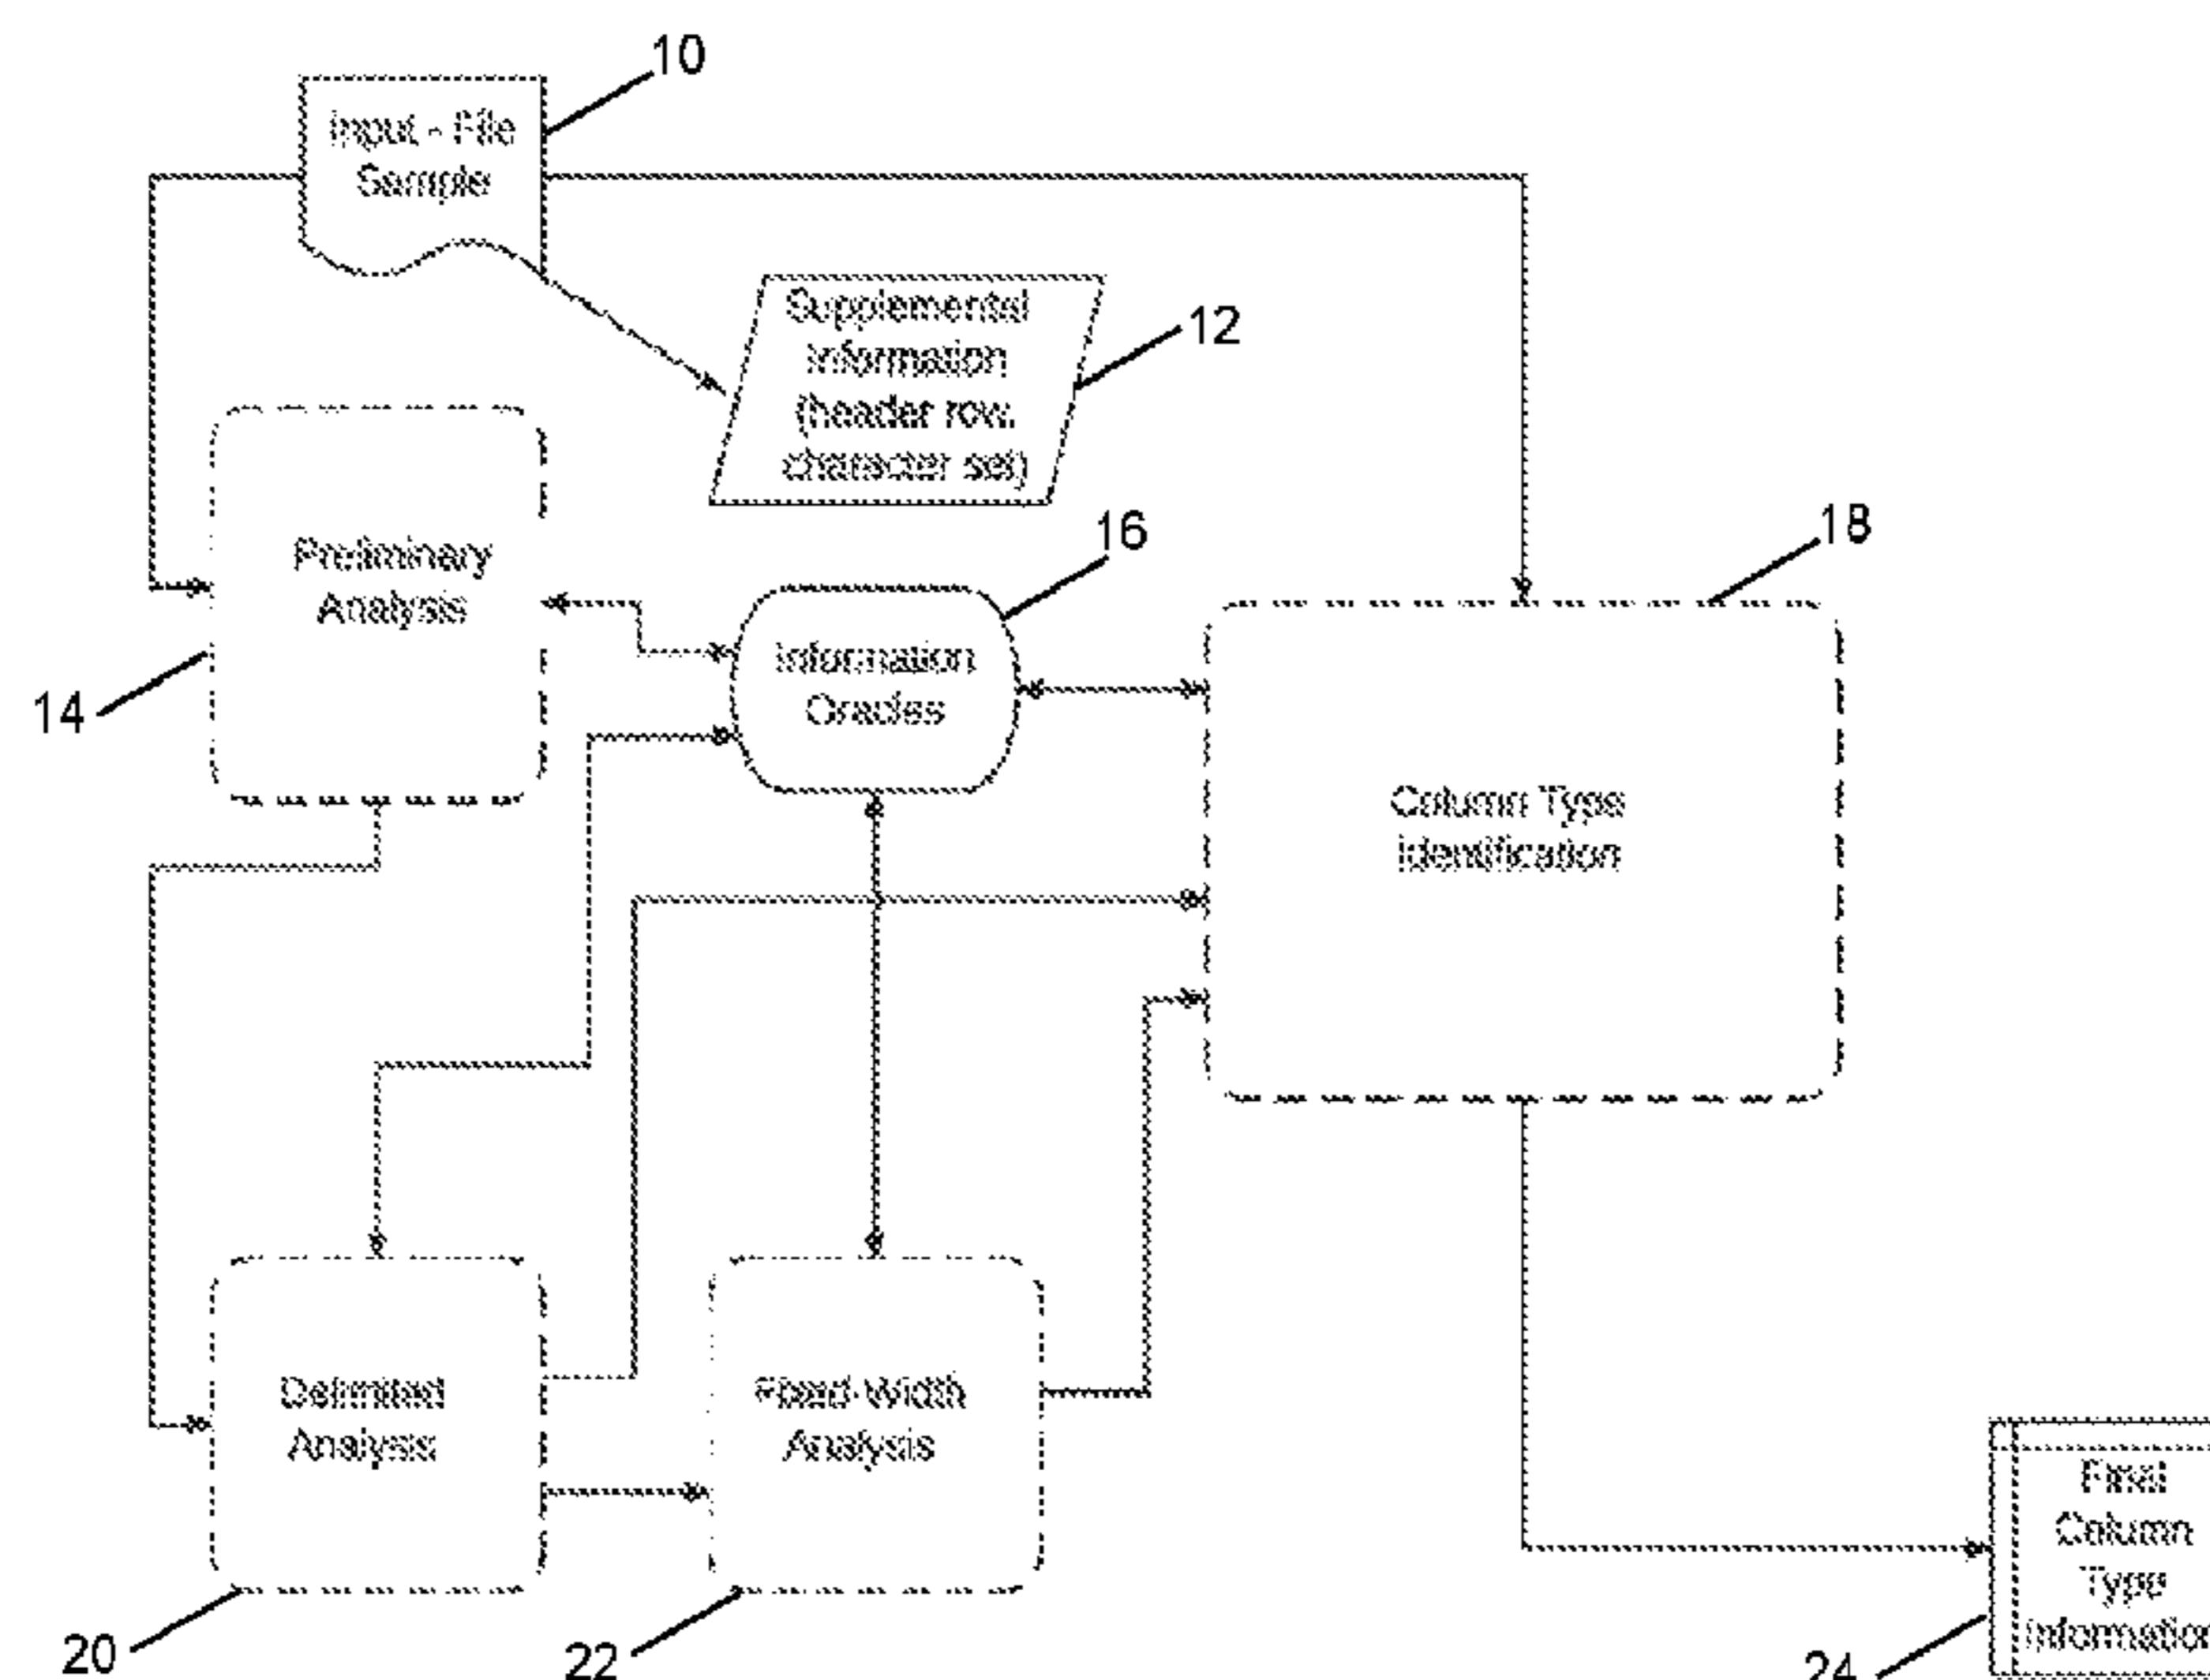 10
Input - File
Sample
Supplemental
Information
(header row,
character set)
12
16
18
Preliminary
Analysis
14
Information
Oracles
Column Type
Identification
Delimited
Analysis
Fixed-Width
Analysis
Final
Column
Type
Information
20
22
24